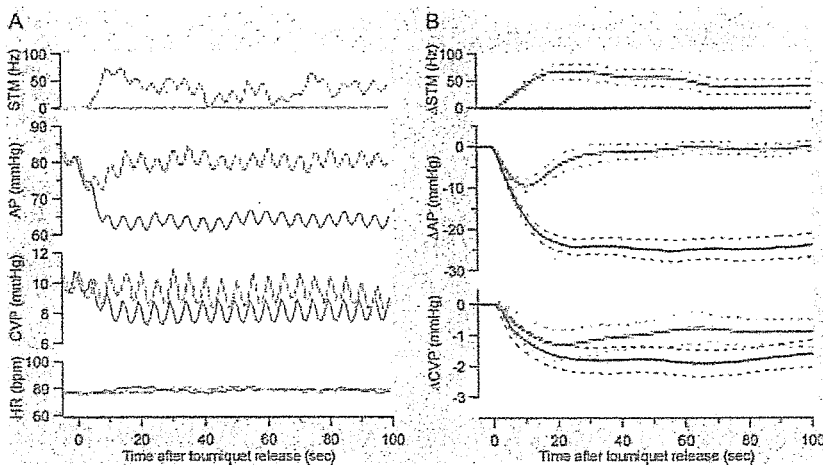 A
STM (Hz)
100
50
0
AP (mmHg)
90
80
70
60
CVP (mmHg)
12
10
8
6
HR (bpm)
100
80
60
0 20 40 60 80 100
Time after tourniquet release (sec)
B
ΔSTM (Hz)
100
50
0
ΔAP (mmHg)
0
-10
-20
-30
ΔCVP (mmHg)
0
-1
-2
-3
0 20 40 60 80 100
Time after tourniquet release (sec)